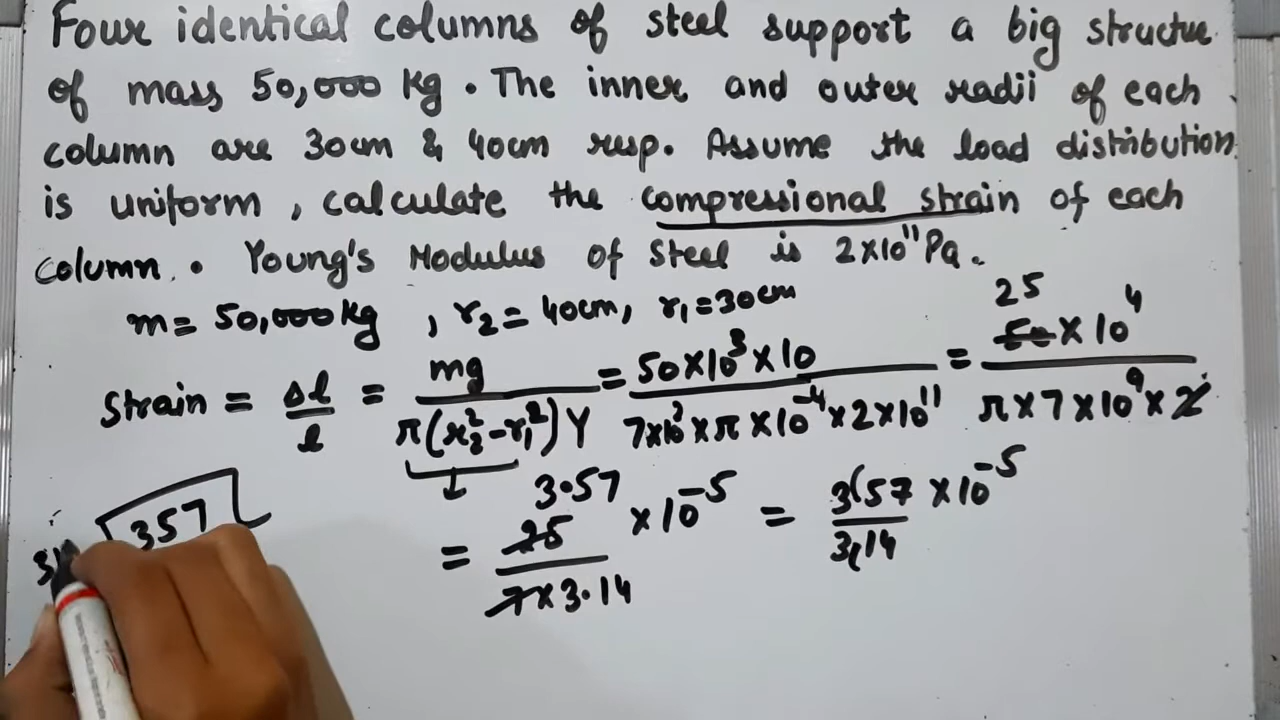 Four identical columns of steel support a big structue
of mass 50,000 kg. The inner and outer radii of each
column are 30cm & 40cm resp. Assume the load distribution
is uniform, calculate the compressional strain of each
column. Young's Modulus of Steel is 2×10¹¹ Pa.
m = 50,000 kg, r₂ = 40cm, r₁ = 30cm
Strain = Δl/l = mg/π(r₂²-r₁²)Y = 50×10³×10/7×10²×π×10⁻⁴×2×10¹¹ = 25 50×10⁴/π×7×10⁹×2
= 3.57 25/7×3.14 ×10⁻⁵ = 3.57/3.14 ×10⁻⁵
357